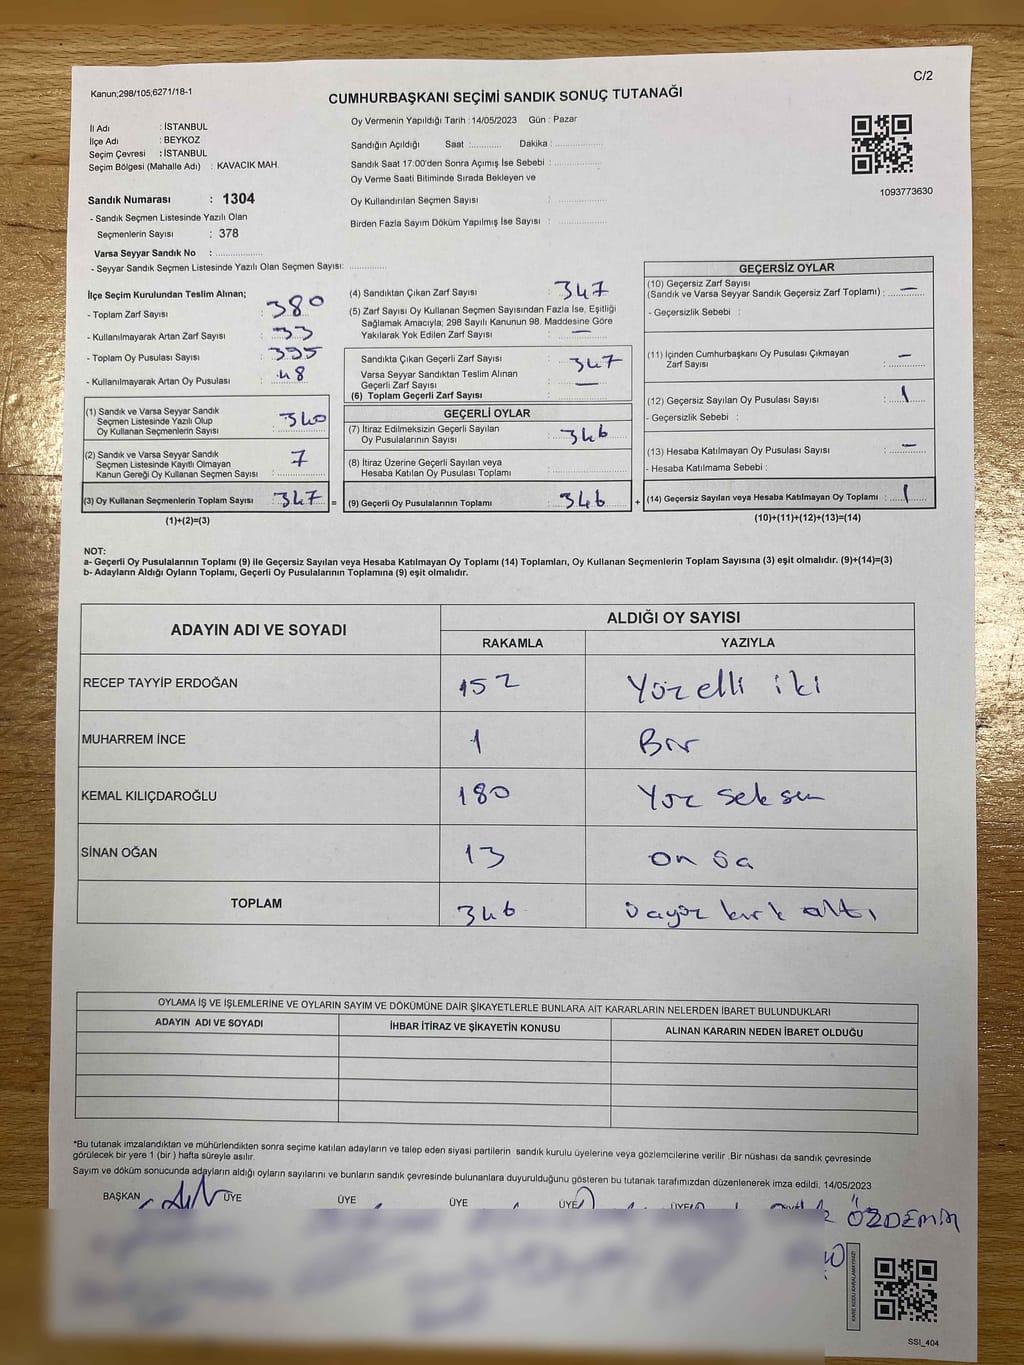 C/2
Kanun;298/105;6271/18-1
CUMHURBAŞKANI SEÇİMİ SANDIK SONUÇ TUTANAĞI
İl Adı : İSTANBUL
İlçe Adı : BEYKOZ
Seçim Çevresi : İSTANBUL
Seçim Bölgesi (Mahalle Adı) : KAVACIK MAH.
Sandık Numarası : 1304
- Sandık Seçmen Listesinde Yazılı Olan
Seçmenlerin Sayısı : 378
Varsa Seyyar Sandık No : ..................
- Seyyar Sandık Seçmen Listesinde Yazılı Olan Seçmen Sayısı: ..............
Oy Vermenin Yapıldığı Tarih : 14/05/2023 Gün : Pazar
Sandığın Açıldığı Saat :........... Dakika : ..................
Sandık Saat 17:00'den Sonra Açımış İse Sebebi : ..................
Oy Verme Saati Bitiminde Sırada Bekleyen ve
Oy Kullandırılan Seçmen Sayısı : ..................
Birden Fazla Sayım Döküm Yapılmış İse Sayısı : ..................
1093773630
İlçe Seçim Kurulundan Teslim Alınan;
- Toplam Zarf Sayısı : 380
- Kullanılmayarak Artan Zarf Sayısı : 33
- Toplam Oy Pusulası Sayısı : 395
- Kullanılmayarak Artan Oy Pusulası : 48
(1) Sandık ve Varsa Seyyar Sandık
Seçmen Listesinde Yazılı Olup
Oy Kullanan Seçmenlerin Sayısı : 340
(2) Sandık ve Varsa Seyyar Sandık
Seçmen Listesinde Kayıtlı Olmayan
Kanun Gereği Oy Kullanan Seçmen Sayısı : 7
(3) Oy Kullanan Seçmenlerin Toplam Sayısı : 347 =
(1)+(2)=(3)
(4) Sandıktan Çıkan Zarf Sayısı : 347
(5) Zarf Sayısı Oy Kullanan Seçmen Sayısından Fazla İse, Eşitliği
Sağlamak Amacıyla; 298 Sayılı Kanunun 98. Maddesine Göre
Yakılarak Yok Edilen Zarf Sayısı : —
Sandıkta Çıkan Geçerli Zarf Sayısı : 347
Varsa Seyyar Sandıktan Teslim Alınan
Geçerli Zarf Sayısı : —
(6) Toplam Geçerli Zarf Sayısı :
GEÇERLİ OYLAR
(7) İtiraz Edilmeksizin Geçerli Sayılan
Oy Pusulalarının Sayısı : 346
(8) İtiraz Üzerine Geçerli Sayılan veya
Hesaba Katılan Oy Pusulası Toplamı :
(9) Geçerli Oy Pusulalarının Toplamı : 346 +
GEÇERSİZ OYLAR
(10) Geçersiz Zarf Sayısı
(Sandık ve Varsa Seyyar Sandık Geçersiz Zarf Toplamı) : —
- Geçersizlik Sebebi :
(11) İçinden Cumhurbaşkanı Oy Pusulası Çıkmayan
Zarf Sayısı : —
(12) Geçersiz Sayılan Oy Pusulası Sayısı : 1
- Geçersizlik Sebebi :
(13) Hesaba Katılmayan Oy Pusulası Sayısı : —
- Hesaba Katılmama Sebebi :
(14) Geçersiz Sayılan veya Hesaba Katılmayan Oy Toplamı : 1
(10)+(11)+(12)+(13)=(14)
NOT:
a- Geçerli Oy Pusulalarının Toplamı (9) ile Geçersiz Sayılan veya Hesaba Katılmayan Oy Toplamı (14) Toplamları, Oy Kullanan Seçmenlerin Toplam Sayısına (3) eşit olmalıdır. (9)+(14)=(3)
b- Adayların Aldığı Oyların Toplamı, Geçerli Oy Pusulalarının Toplamına (9) eşit olmalıdır.
ADAYIN ADI VE SOYADI ALDIĞI OY SAYISI
RAKAMLA YAZIYLA
RECEP TAYYİP ERDOĞAN 152 Yüz elli iki
MUHARREM İNCE 1 Bir
KEMAL KILIÇDAROĞLU 180 Yüz seksen
SİNAN OĞAN 13 on üç
TOPLAM 346 üçyüz kırk altı
OYLAMA İŞ VE İŞLEMLERİNE VE OYLARIN SAYIM VE DÖKÜMÜNE DAİR ŞİKAYETLERLE BUNLARA AİT KARARLARIN NELERDEN İBARET BULUNDUKLARI
ADAYIN ADI VE SOYADI İHBAR İTİRAZ VE ŞİKAYETİN KONUSU ALINAN KARARIN NEDEN İBARET OLDUĞU
*Bu tutanak imzalandıktan ve mühürlendikten sonra seçime katılan adayların ve talep eden siyasi partilerin sandık kurulu üyelerine veya gözlemcilerine verilir .Bir nüshası da sandık çevresinde
görülecek bir yere 1 (bir ) hafta süreyle asılır.
Sayım ve döküm sonucunda adayların aldığı oyların sayılarını ve bunların sandık çevresinde bulunanlara duyurulduğunu gösteren bu tutanak tarafımızdan düzenlenerek imza edildi. 14/05/2023
BAŞKAN ÜYE ÜYE ÜYE ÜYE ÜYE
ÖZDEMİR
KARE KODU KARALAMAYINIZ!
SSI_404